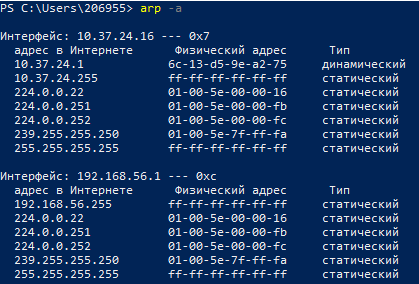 PS C:\Users\206955> arp -a
Интерфейс: 10.37.24.16 --- 0x7
адрес в Интернете Физический адрес Тип
10.37.24.1 6c-13-d5-9e-a2-75 динамический
10.37.24.255 ff-ff-ff-ff-ff-ff статический
224.0.0.22 01-00-5e-00-00-16 статический
224.0.0.251 01-00-5e-00-00-fb статический
224.0.0.252 01-00-5e-00-00-fc статический
239.255.255.250 01-00-5e-7f-ff-fa статический
255.255.255.255 ff-ff-ff-ff-ff-ff статический
Интерфейс: 192.168.56.1 --- 0xc
адрес в Интернете Физический адрес Тип
192.168.56.255 ff-ff-ff-ff-ff-ff статический
224.0.0.22 01-00-5e-00-00-16 статический
224.0.0.251 01-00-5e-00-00-fb статический
224.0.0.252 01-00-5e-00-00-fc статический
239.255.255.250 01-00-5e-7f-ff-fa статический
255.255.255.255 ff-ff-ff-ff-ff-ff статический